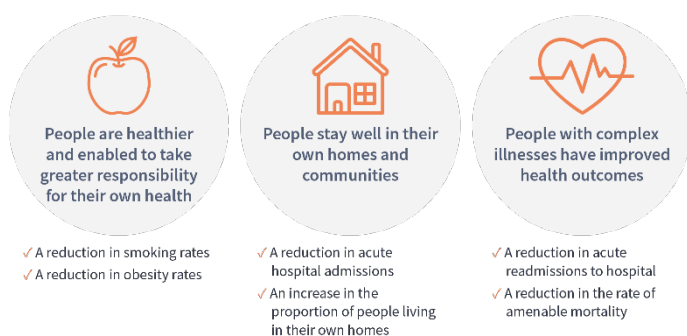 People are healthier
and enabled to take
greater responsibility
for their own health
✓ A reduction in smoking rates
✓ A reduction in obesity rates
People stay well in their
own homes and
communities
✓ A reduction in acute
hospital admissions
✓ An increase in the
proportion of people living
in their own homes
People with complex
illnesses have improved
health outcomes
✓ A reduction in acute
readmissions to hospital
✓ A reduction in the rate of
amenable mortality